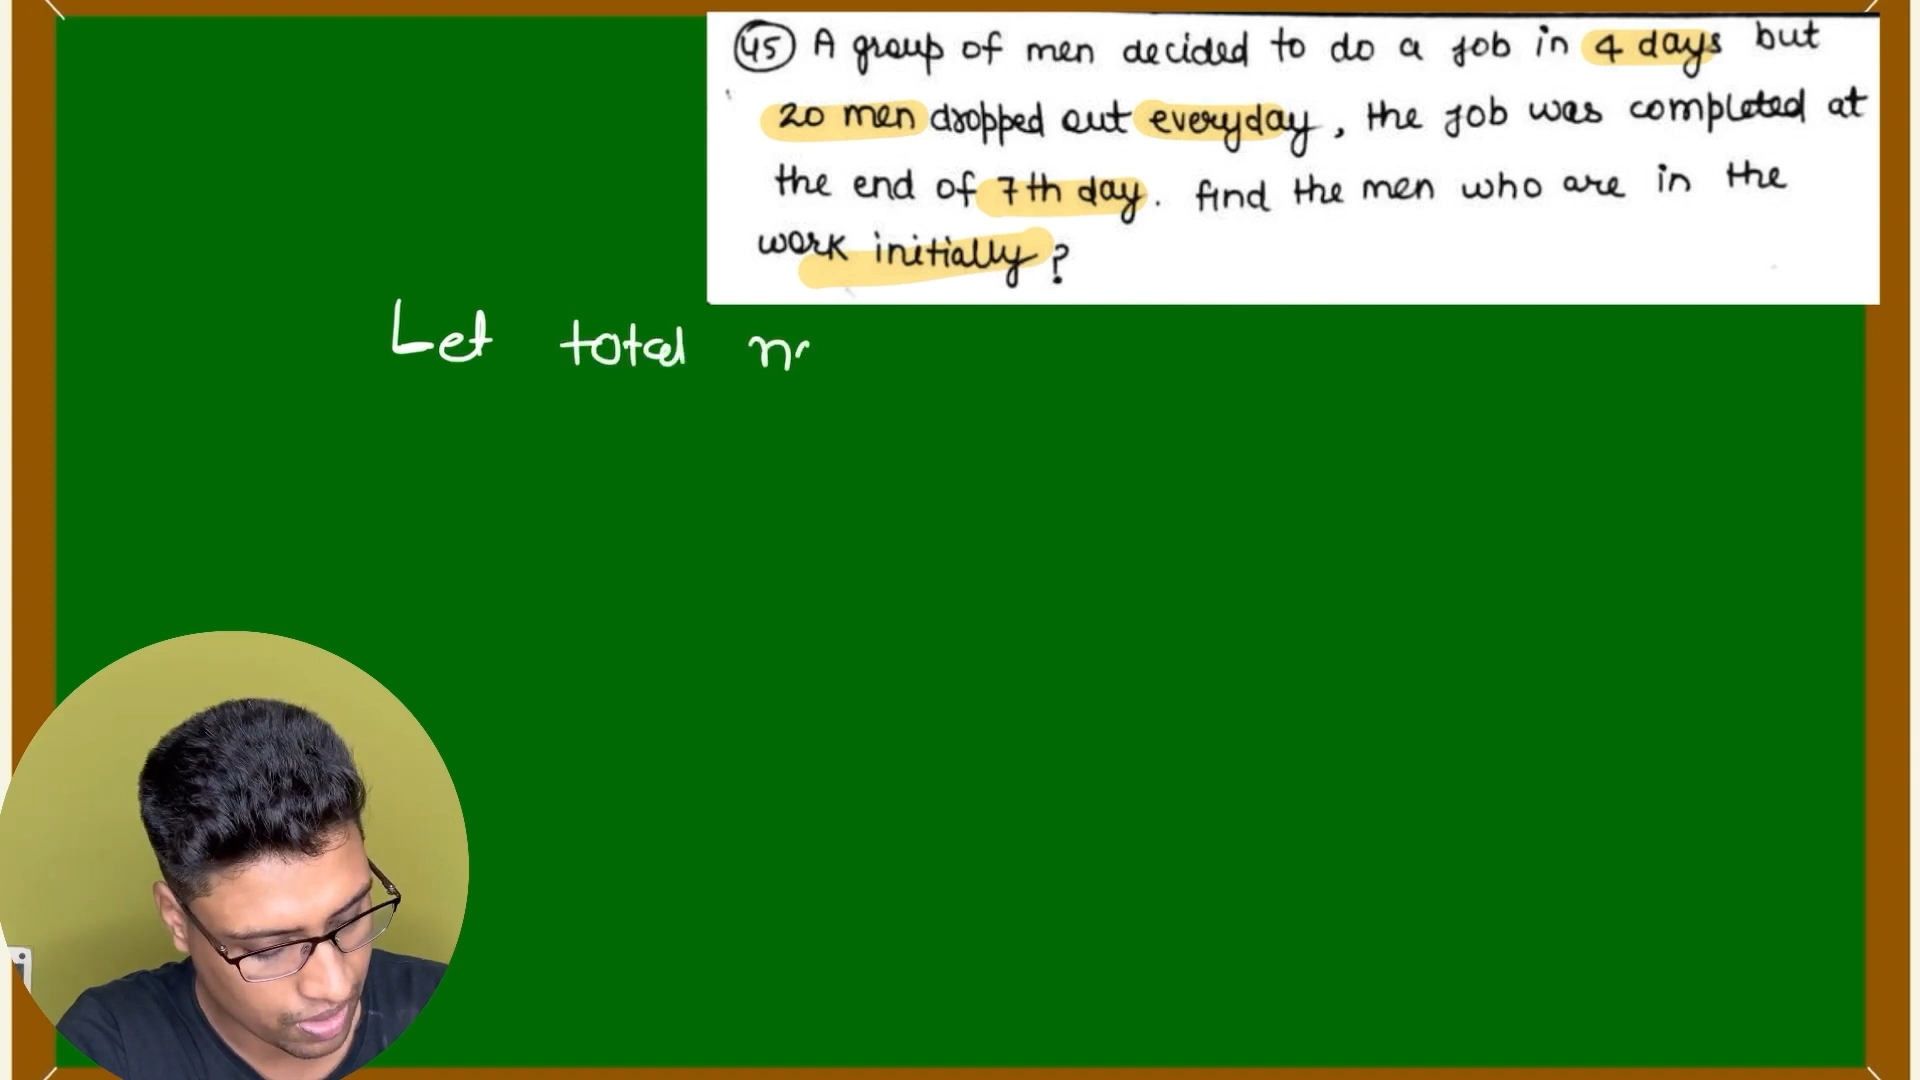 45 A group of men decided to do a job in 4 days but
20 men dropped out everyday, the job was completed at
the end of 7th day. find the men who are in the
work initially?
Let total